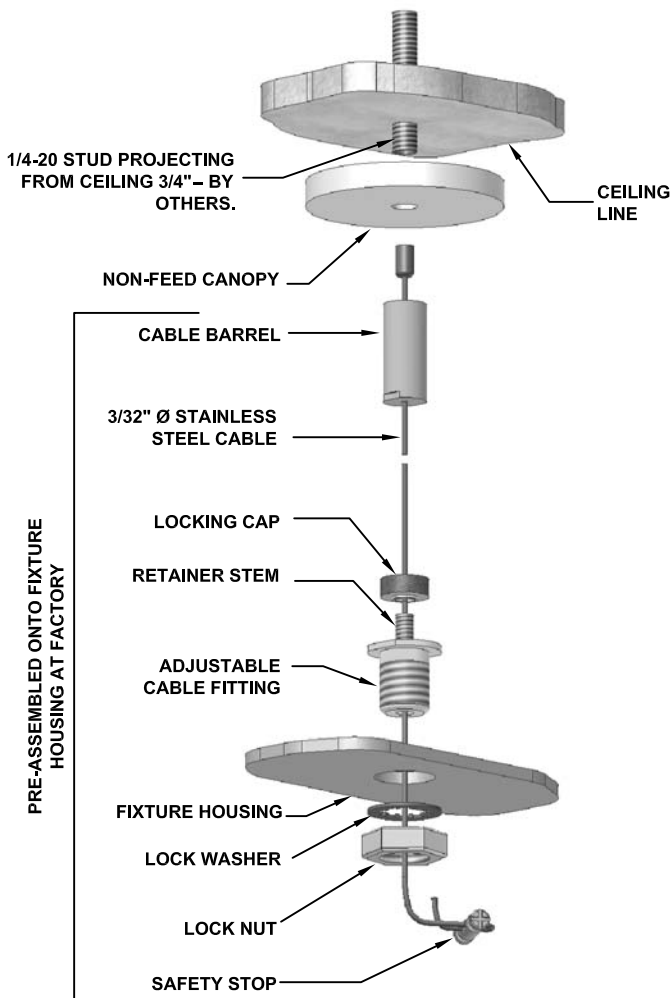 1/4-20 STUD PROJECTING
FROM CEILING 3/4"– BY
OTHERS.
CEILING
LINE
NON-FEED CANOPY
CABLE BARREL
3/32" Ø STAINLESS
STEEL CABLE
LOCKING CAP
RETAINER STEM
ADJUSTABLE
CABLE FITTING
PRE-ASSEMBLED ONTO FIXTURE
HOUSING AT FACTORY
FIXTURE HOUSING
LOCK WASHER
LOCK NUT
SAFETY STOP